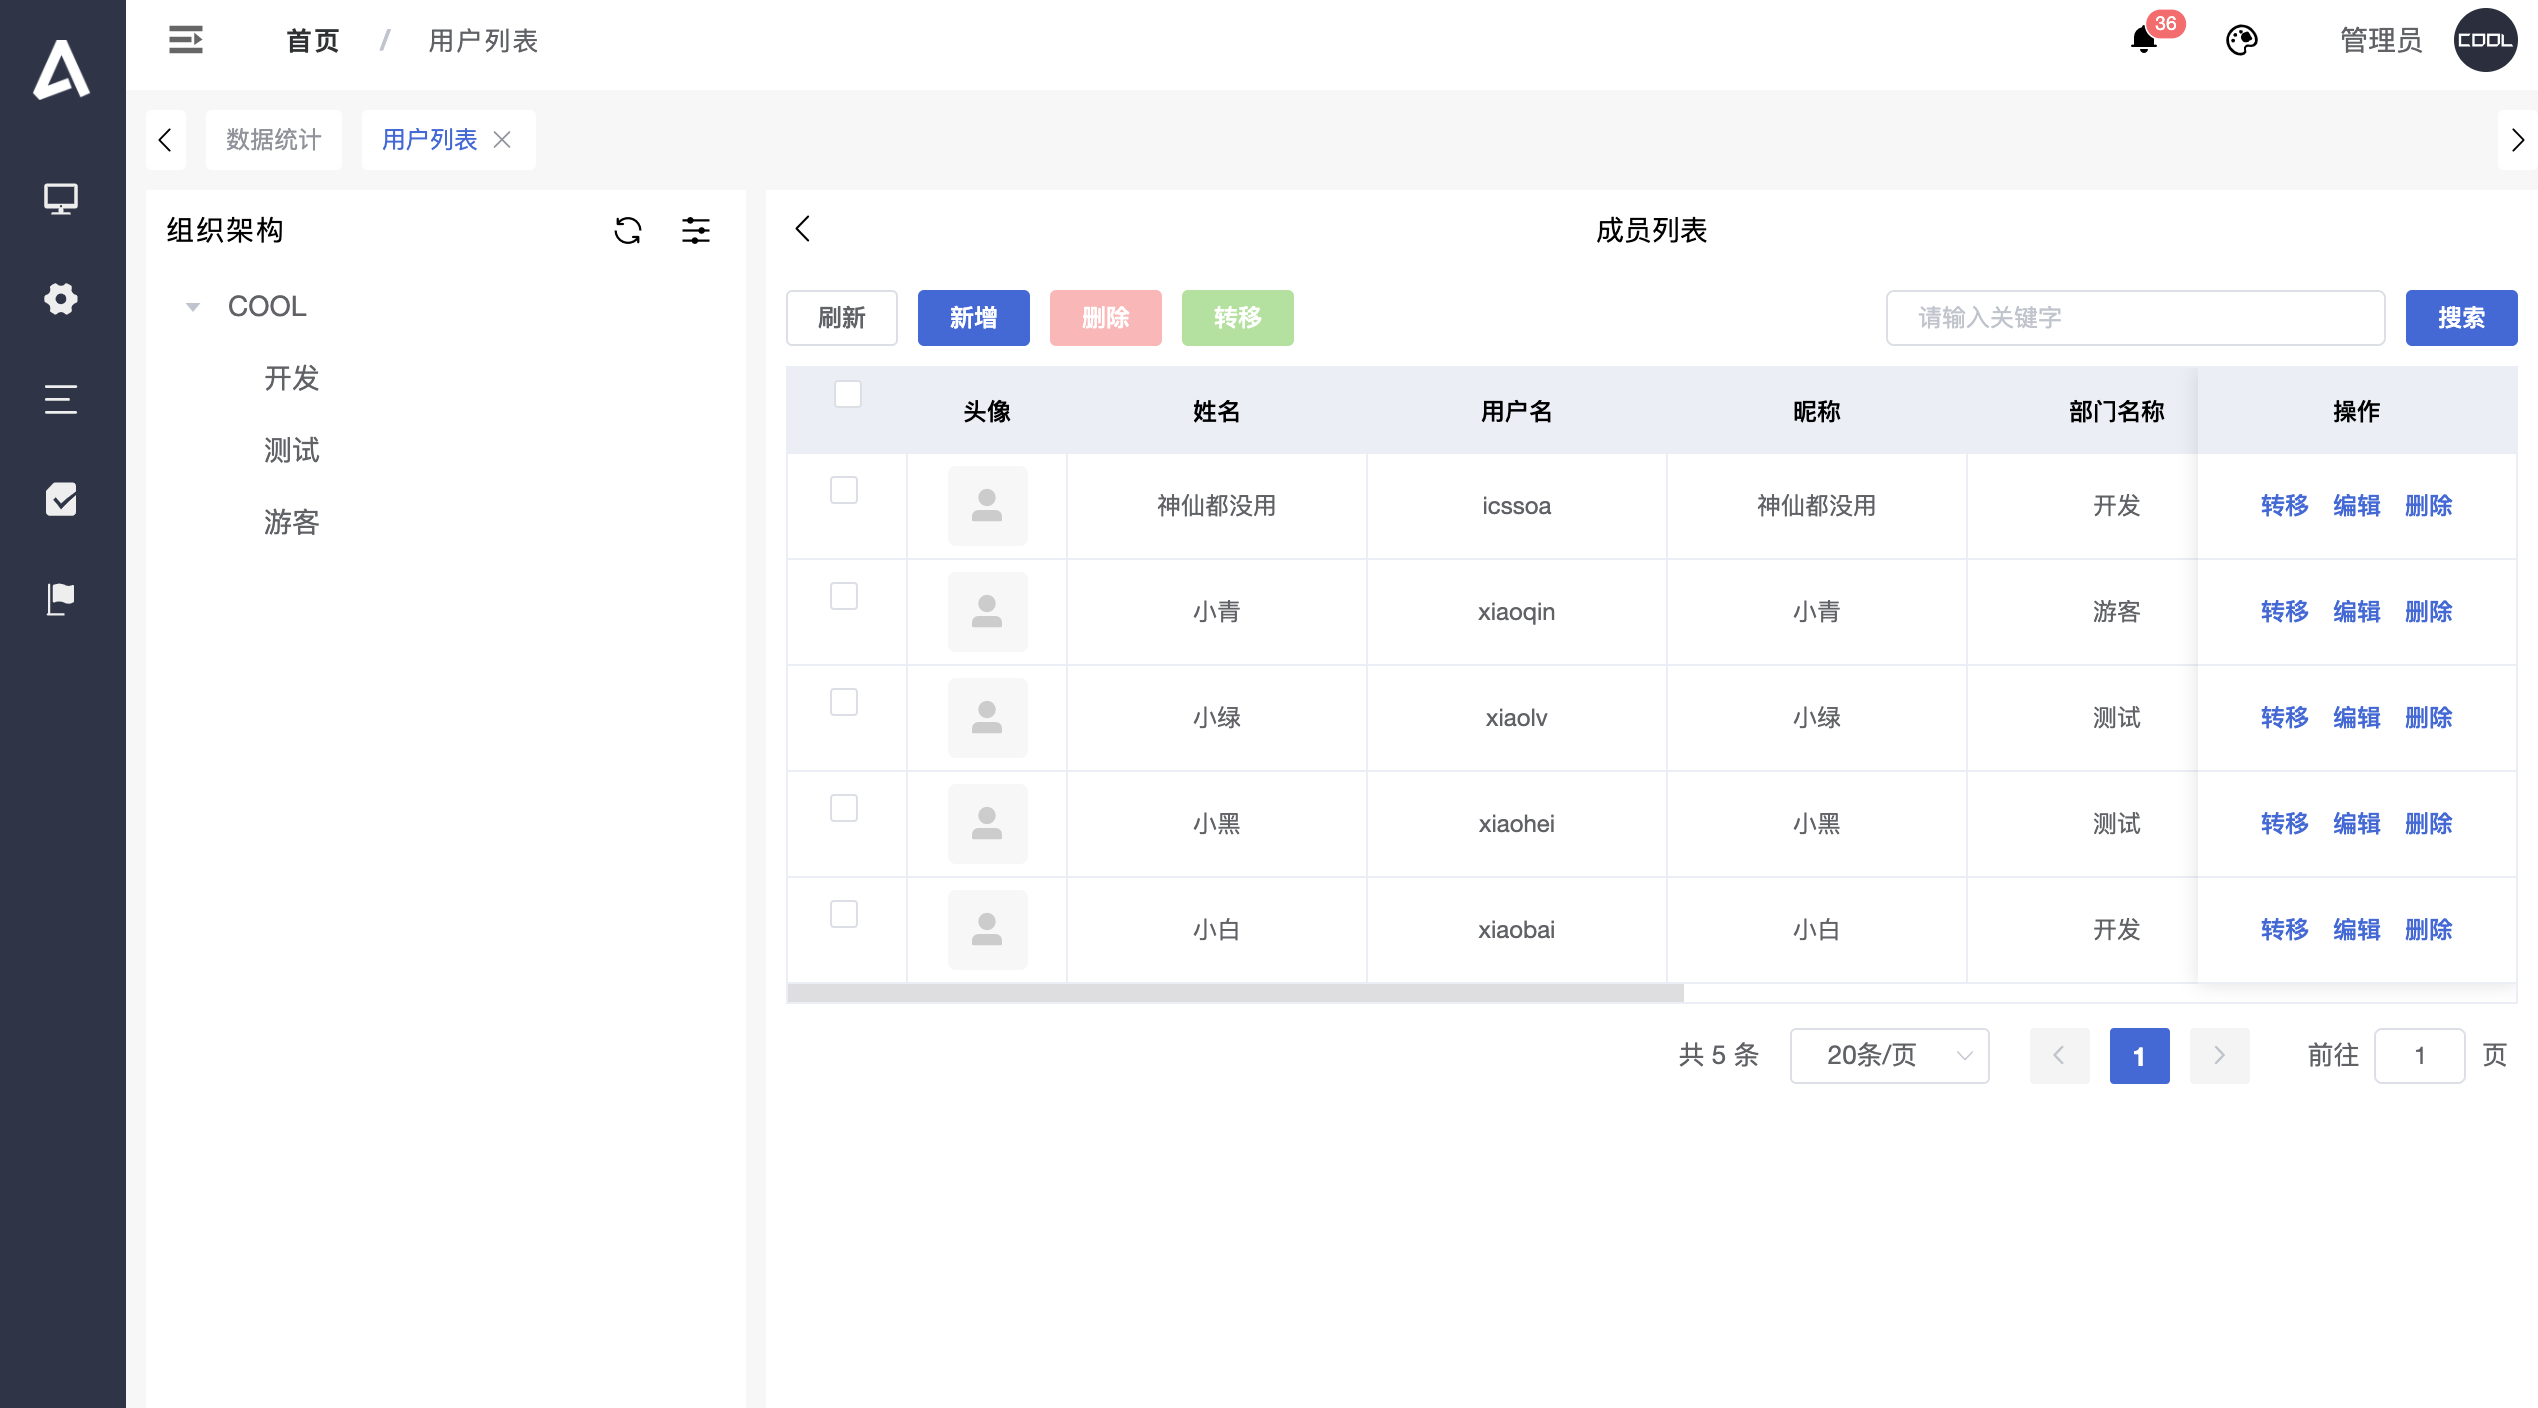 首页 / 用户列表
36
管理员
COOL
数据统计
用户列表
组织架构
COOL
开发
测试
游客
成员列表
刷新 新增 删除 转移
请输入关键字 搜索
头像 姓名 用户名 昵称 部门名称 操作
神仙都没用 icssoa 神仙都没用 开发 转移 编辑 删除
小青 xiaoqin 小青 游客 转移 编辑 删除
小绿 xiaolv 小绿 测试 转移 编辑 删除
小黑 xiaohei 小黑 测试 转移 编辑 删除
小白 xiaobai 小白 开发 转移 编辑 删除
共 5 条 20条/页 1 前往 1 页